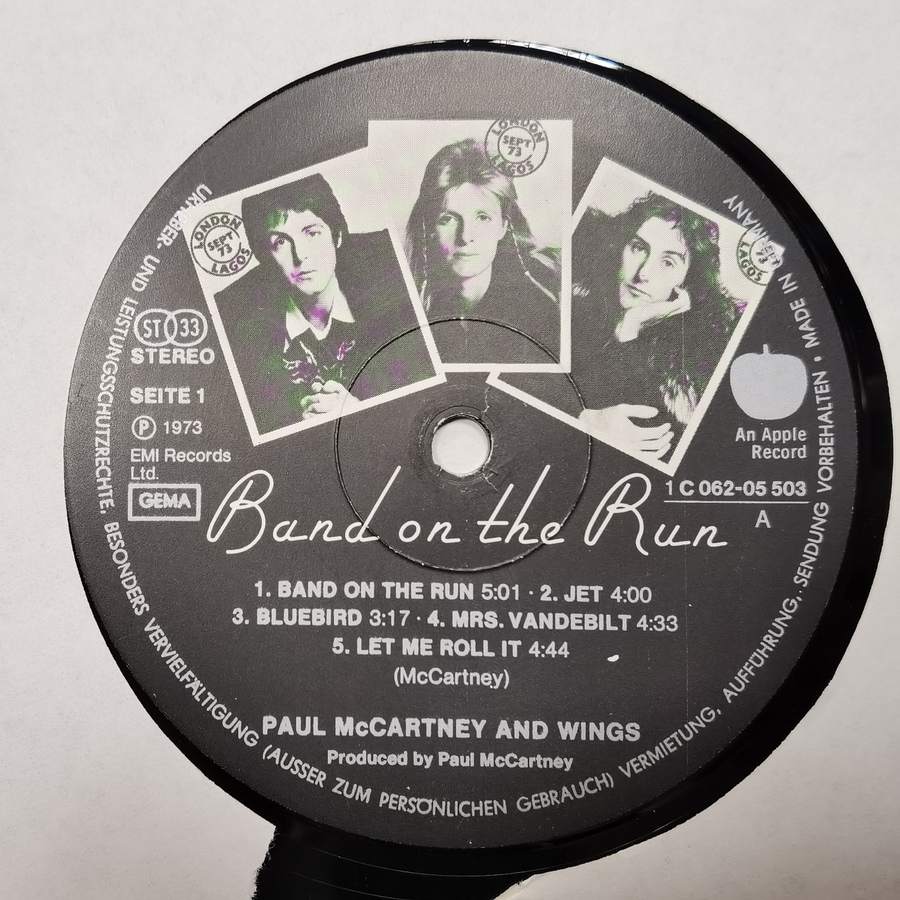 LONDON
SEPT
73
LAGOS
LONDON
SEPT
73
LAGOS
SEPT
73
LAGOS
ST 33
STEREO
SEITE 1
Ⓟ 1973
EMI Records
Ltd.
GEMA
An Apple
Record
1 C 062-05 503
A
Band on the Run
1. BAND ON THE RUN 5:01 · 2. JET 4:00
3. BLUEBIRD 3:17 · 4. MRS. VANDEBILT 4:33
5. LET ME ROLL IT 4:44
(McCartney)
PAUL McCARTNEY AND WINGS
Produced by Paul McCartney
URHEBER- UND LEISTUNGSSCHUTZRECHTE, BESONDERS VERVIELFÄLTIGUNG (AUSSER ZUM PERSÖNLICHEN GEBRAUCH) VERMIETUNG, AUFFÜHRUNG, SENDUNG VORBEHALTEN • MADE IN